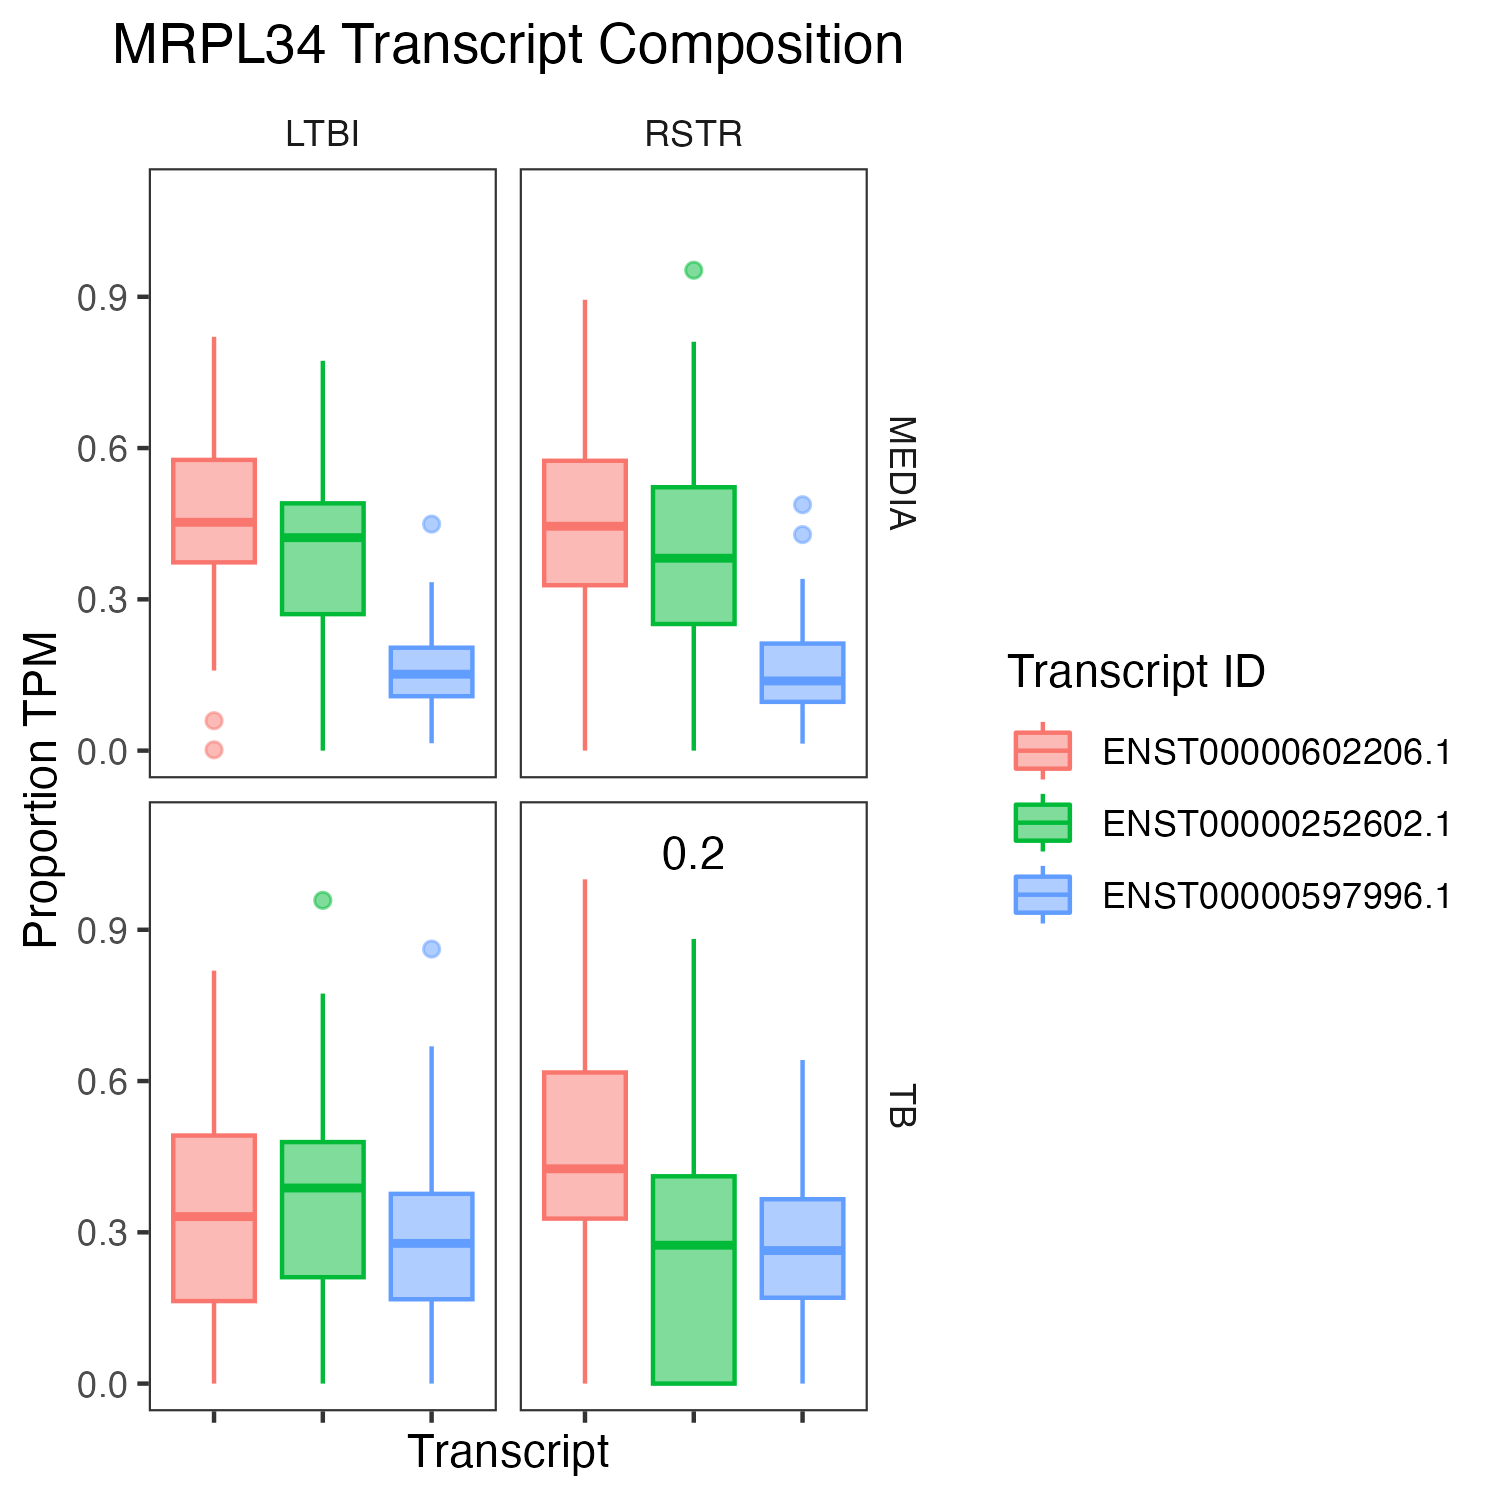 MRPL34 Transcript Composition
LTBI
RSTR
0.9
0.6
0.3
0.0
MEDIA
Proportion TPM
0.2
0.9
0.6
0.3
0.0
TB
Transcript
Transcript ID
ENST00000602206.1
ENST00000252602.1
ENST00000597996.1